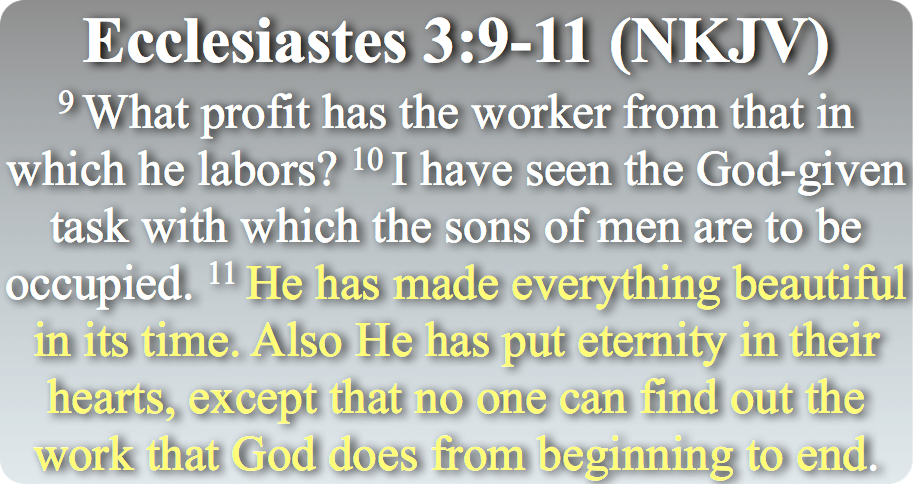 Ecclesiastes 3:9-11 (NKJV)
9 What profit has the worker from that in
which he labors? 10 I have seen the God-given
task with which the sons of men are to be
occupied. 11 He has made everything beautiful
in its time. Also He has put eternity in their
hearts, except that no one can find out the
work that God does from beginning to end.